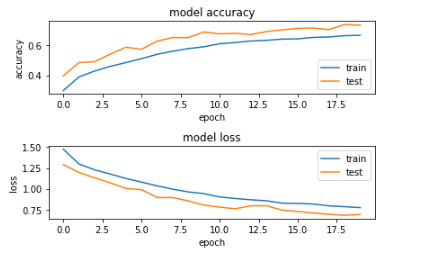 model accuracy
0.6
0.4
accuracy
train
test
0.0 2.5 5.0 7.5 10.0 12.5 15.0 17.5
epoch
model loss
1.50
1.25
1.00
0.75
loss
train
test
0.0 2.5 5.0 7.5 10.0 12.5 15.0 17.5
epoch